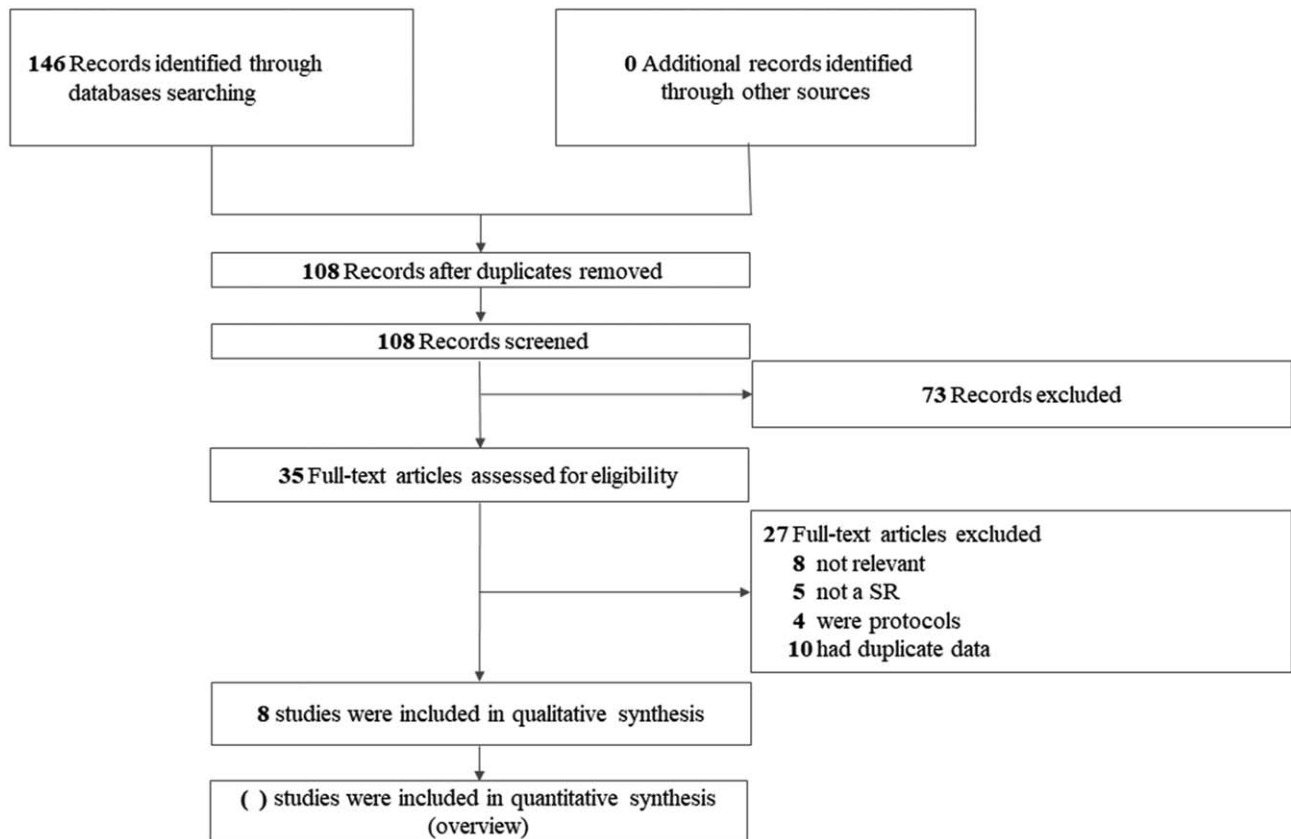 146 Records identified through
databases searching
0 Additional records identified
through other sources
108 Records after duplicates removed
108 Records screened
73 Records excluded
35 Full-text articles assessed for eligibility
27 Full-text articles excluded
8 not relevant
5 not a SR
4 were protocols
10 had duplicate data
8 studies were included in qualitative synthesis
( ) studies were included in quantitative synthesis
(overview)